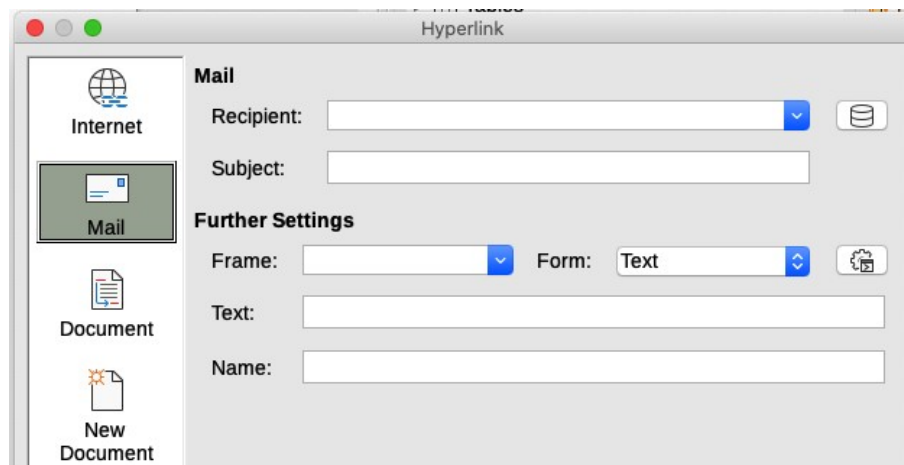 Hyperlink
Internet
Mail
Document
New
Document
Mail
Recipient:
Subject:
Further Settings
Frame:
Form: Text
Text:
Name: